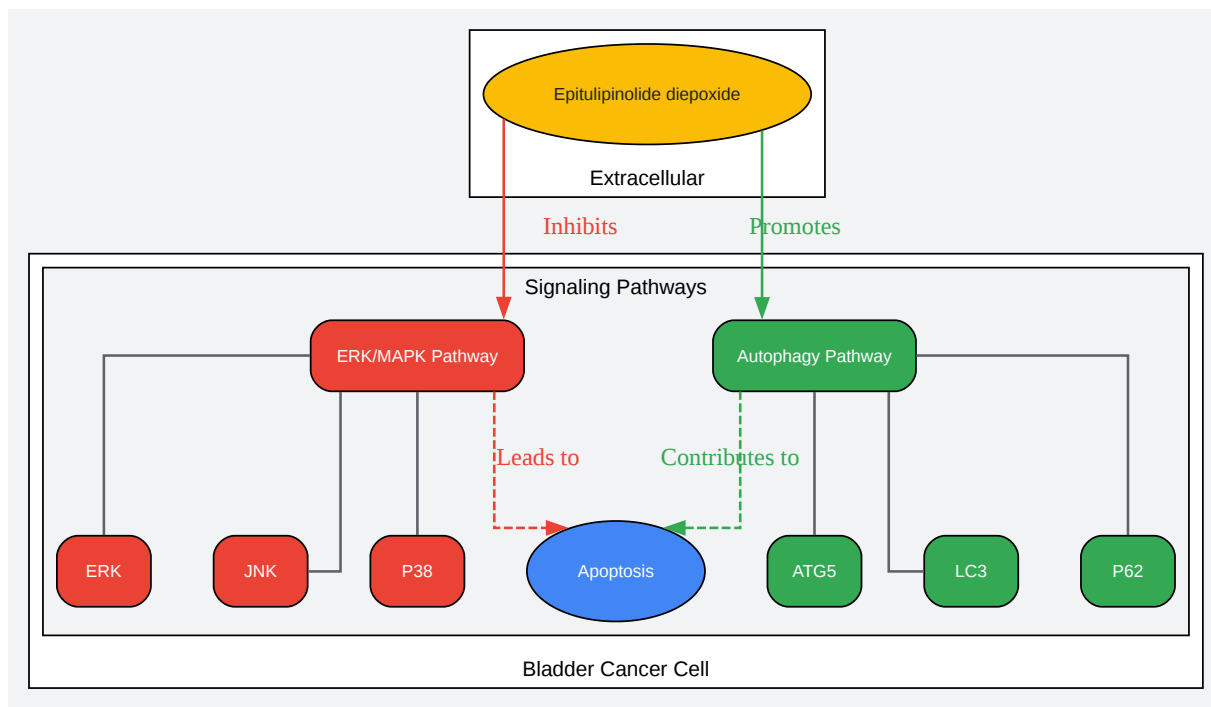 Epitulipinolide diepoxide
Extracellular
Inhibits
Promotes
Signaling Pathways
ERK/MAPK Pathway
Autophagy Pathway
Leads to
Contributes to
ERK
JNK
P38
Apoptosis
ATG5
LC3
P62
Bladder Cancer Cell